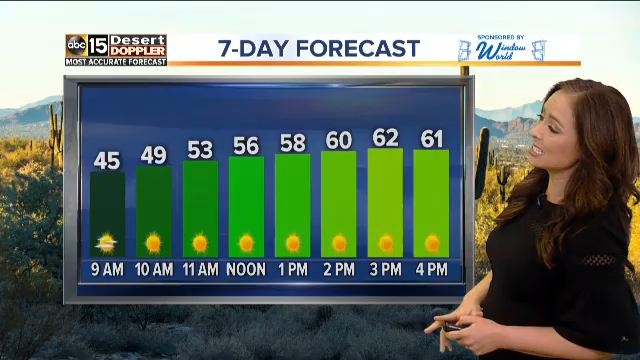 abc 15 Desert DOPPLER
MOST ACCURATE FORECAST
7-DAY FORECAST
SPONSORED BY
Window World
45 49 53 56 58 60 62 61
9 AM 10 AM 11 AM NOON 1 PM 2 PM 3 PM 4 PM